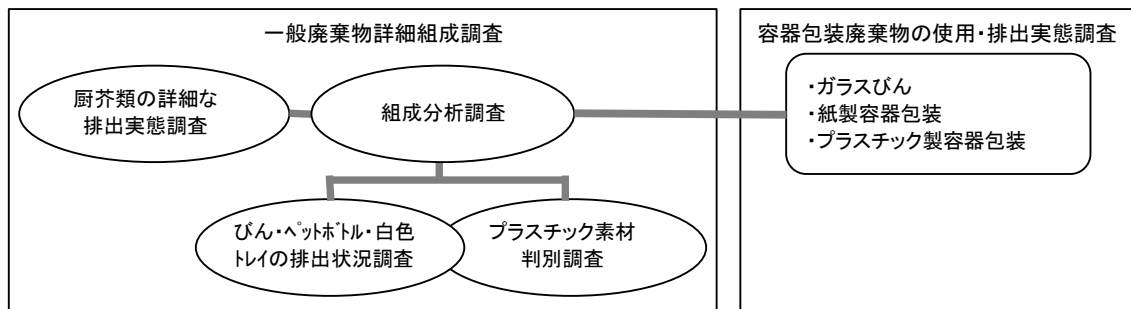 一般廃棄物詳細組成調査
厨芥類の詳細な
排出実態調査
組成分析調査
びん・ﾍﾟｯﾄﾎﾞﾄﾙ・白色
ﾄﾚｲの排出状況調査
プラスチック素材
判別調査
容器包装廃棄物の使用・排出実態調査
・ガラスびん
・紙製容器包装
・プラスチック製容器包装